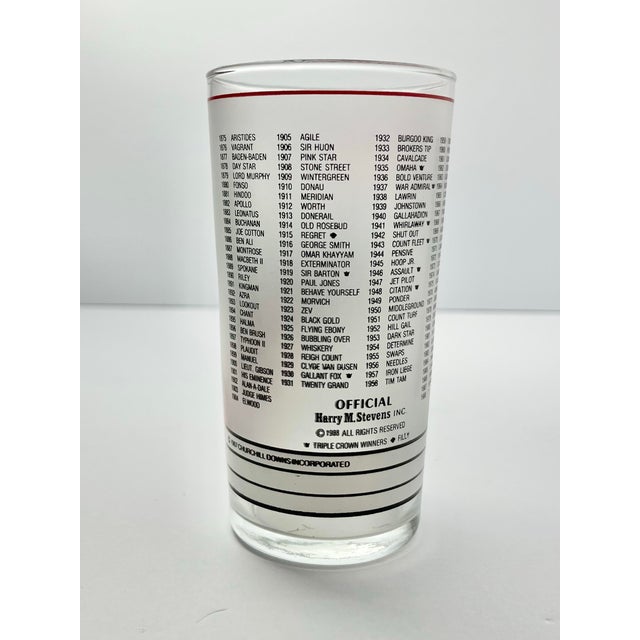 1875 ARISTIDES
1876 VAGRANT
1877 BADEN-BADEN
1878 DAY STAR
1879 LORD MURPHY
1880 FONSO
1881 HINDOO
1882 APOLLO
1883 LEONATUS
1884 BUCHANAN
1885 JOE COTTON
1886 BEN ALI
1887 MONTROSE
1888 MACBETH II
1889 SPOKANE
1890 RILEY
1891 KINGMAN
1892 AZRA
1893 LOOKOUT
1894 CHANT
1895 HALMA
1896 BEN BRUSH
1897 TYPHOON II
1898 PLAUDIT
1899 MANUEL
1900 LIEUT. GIBSON
1901 HIS EMINENCE
1902 ALAN-A-DALE
1903 JUDGE HIMES
1904 ELWOOD
1905 AGILE
1906 SIR HUON
1907 PINK STAR
1908 STONE STREET
1909 WINTERGREEN
1910 DONAU
1911 MERIDIAN
1912 WORTH
1913 DONERAIL
1914 OLD ROSEBUD
1915 REGRET
1916 GEORGE SMITH
1917 OMAR KHAYYAM
1918 EXTERMINATOR
1919 SIR BARTON
1920 PAUL JONES
1921 BEHAVE YOURSELF
1922 MORVICH
1923 ZEV
1924 BLACK GOLD
1925 FLYING EBONY
1926 BUBBLING OVER
1927 WHISKERY
1928 REIGH COUNT
1929 CLYDE VAN DUSEN
1930 GALLANT FOX
1931 TWENTY GRAND
1932 BURGOO KING
1933 BROKERS TIP
1934 CAVALCADE
1935 OMAHA
1936 BOLD VENTURE
1937 WAR ADMIRAL
1938 LAWRIN
1939 JOHNSTOWN
1940 GALLAHADION
1941 WHIRLAWAY
1942 SHUT OUT
1943 COUNT FLEET
1944 PENSIVE
1945 HOOP JR.
1946 ASSAULT
1947 JET PILOT
1948 CITATION
1949 PONDER
1950 MIDDLEGROUND
1951 COUNT TURF
1952 HILL GAIL
1953 DARK STAR
1954 DETERMINE
1955 SWAPS
1956 NEEDLES
1957 IRON LIEGE
1958 TIM TAM
OFFICIAL
Harry M. Stevens INC.
© 1988 ALL RIGHTS RESERVED
TRIPLE CROWN WINNERS FILLY
CHURCHILL DOWNS INCORPORATED